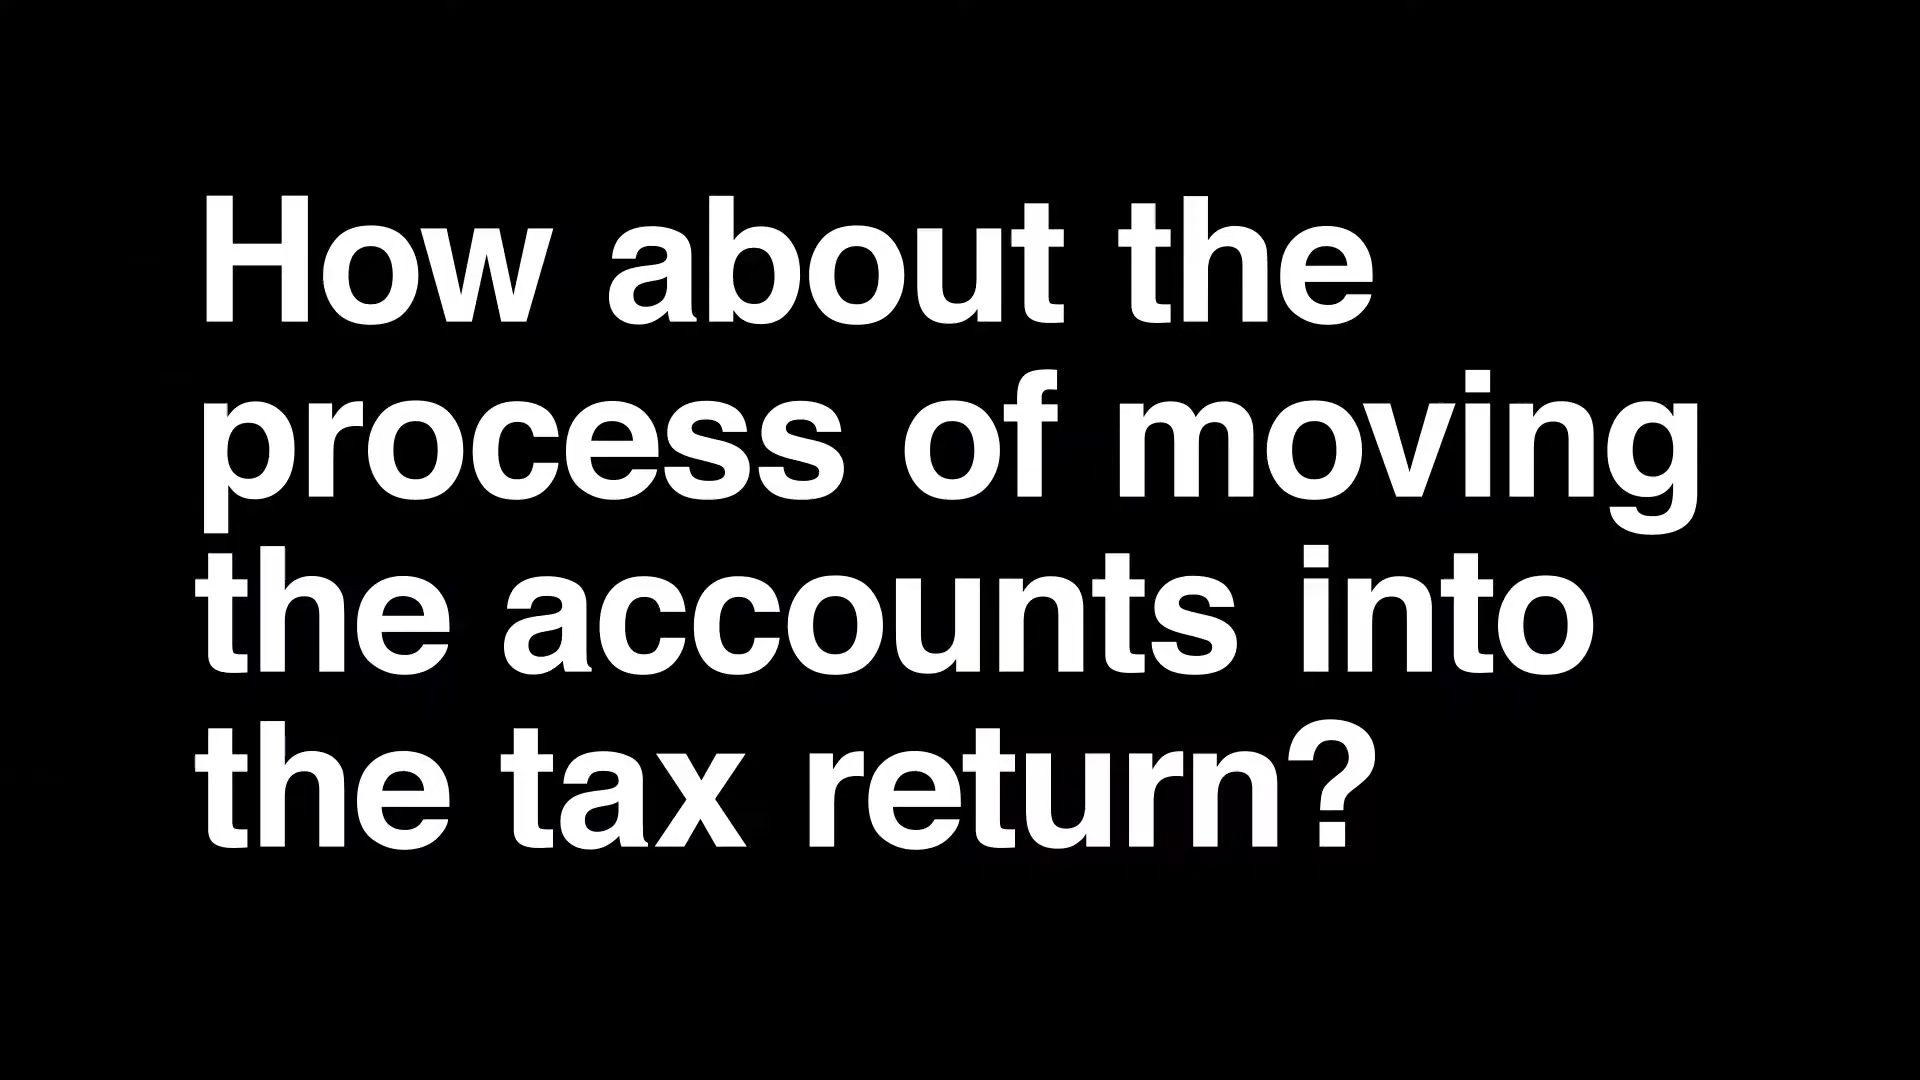 How about the
process of moving
the accounts into
the tax return?